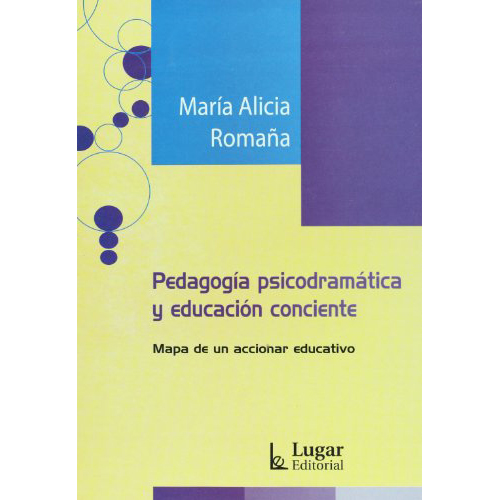 María Alicia
Romaña
Pedagogía psicodramática
y educación conciente
Mapa de un accionar educativo
Lugar
Editorial